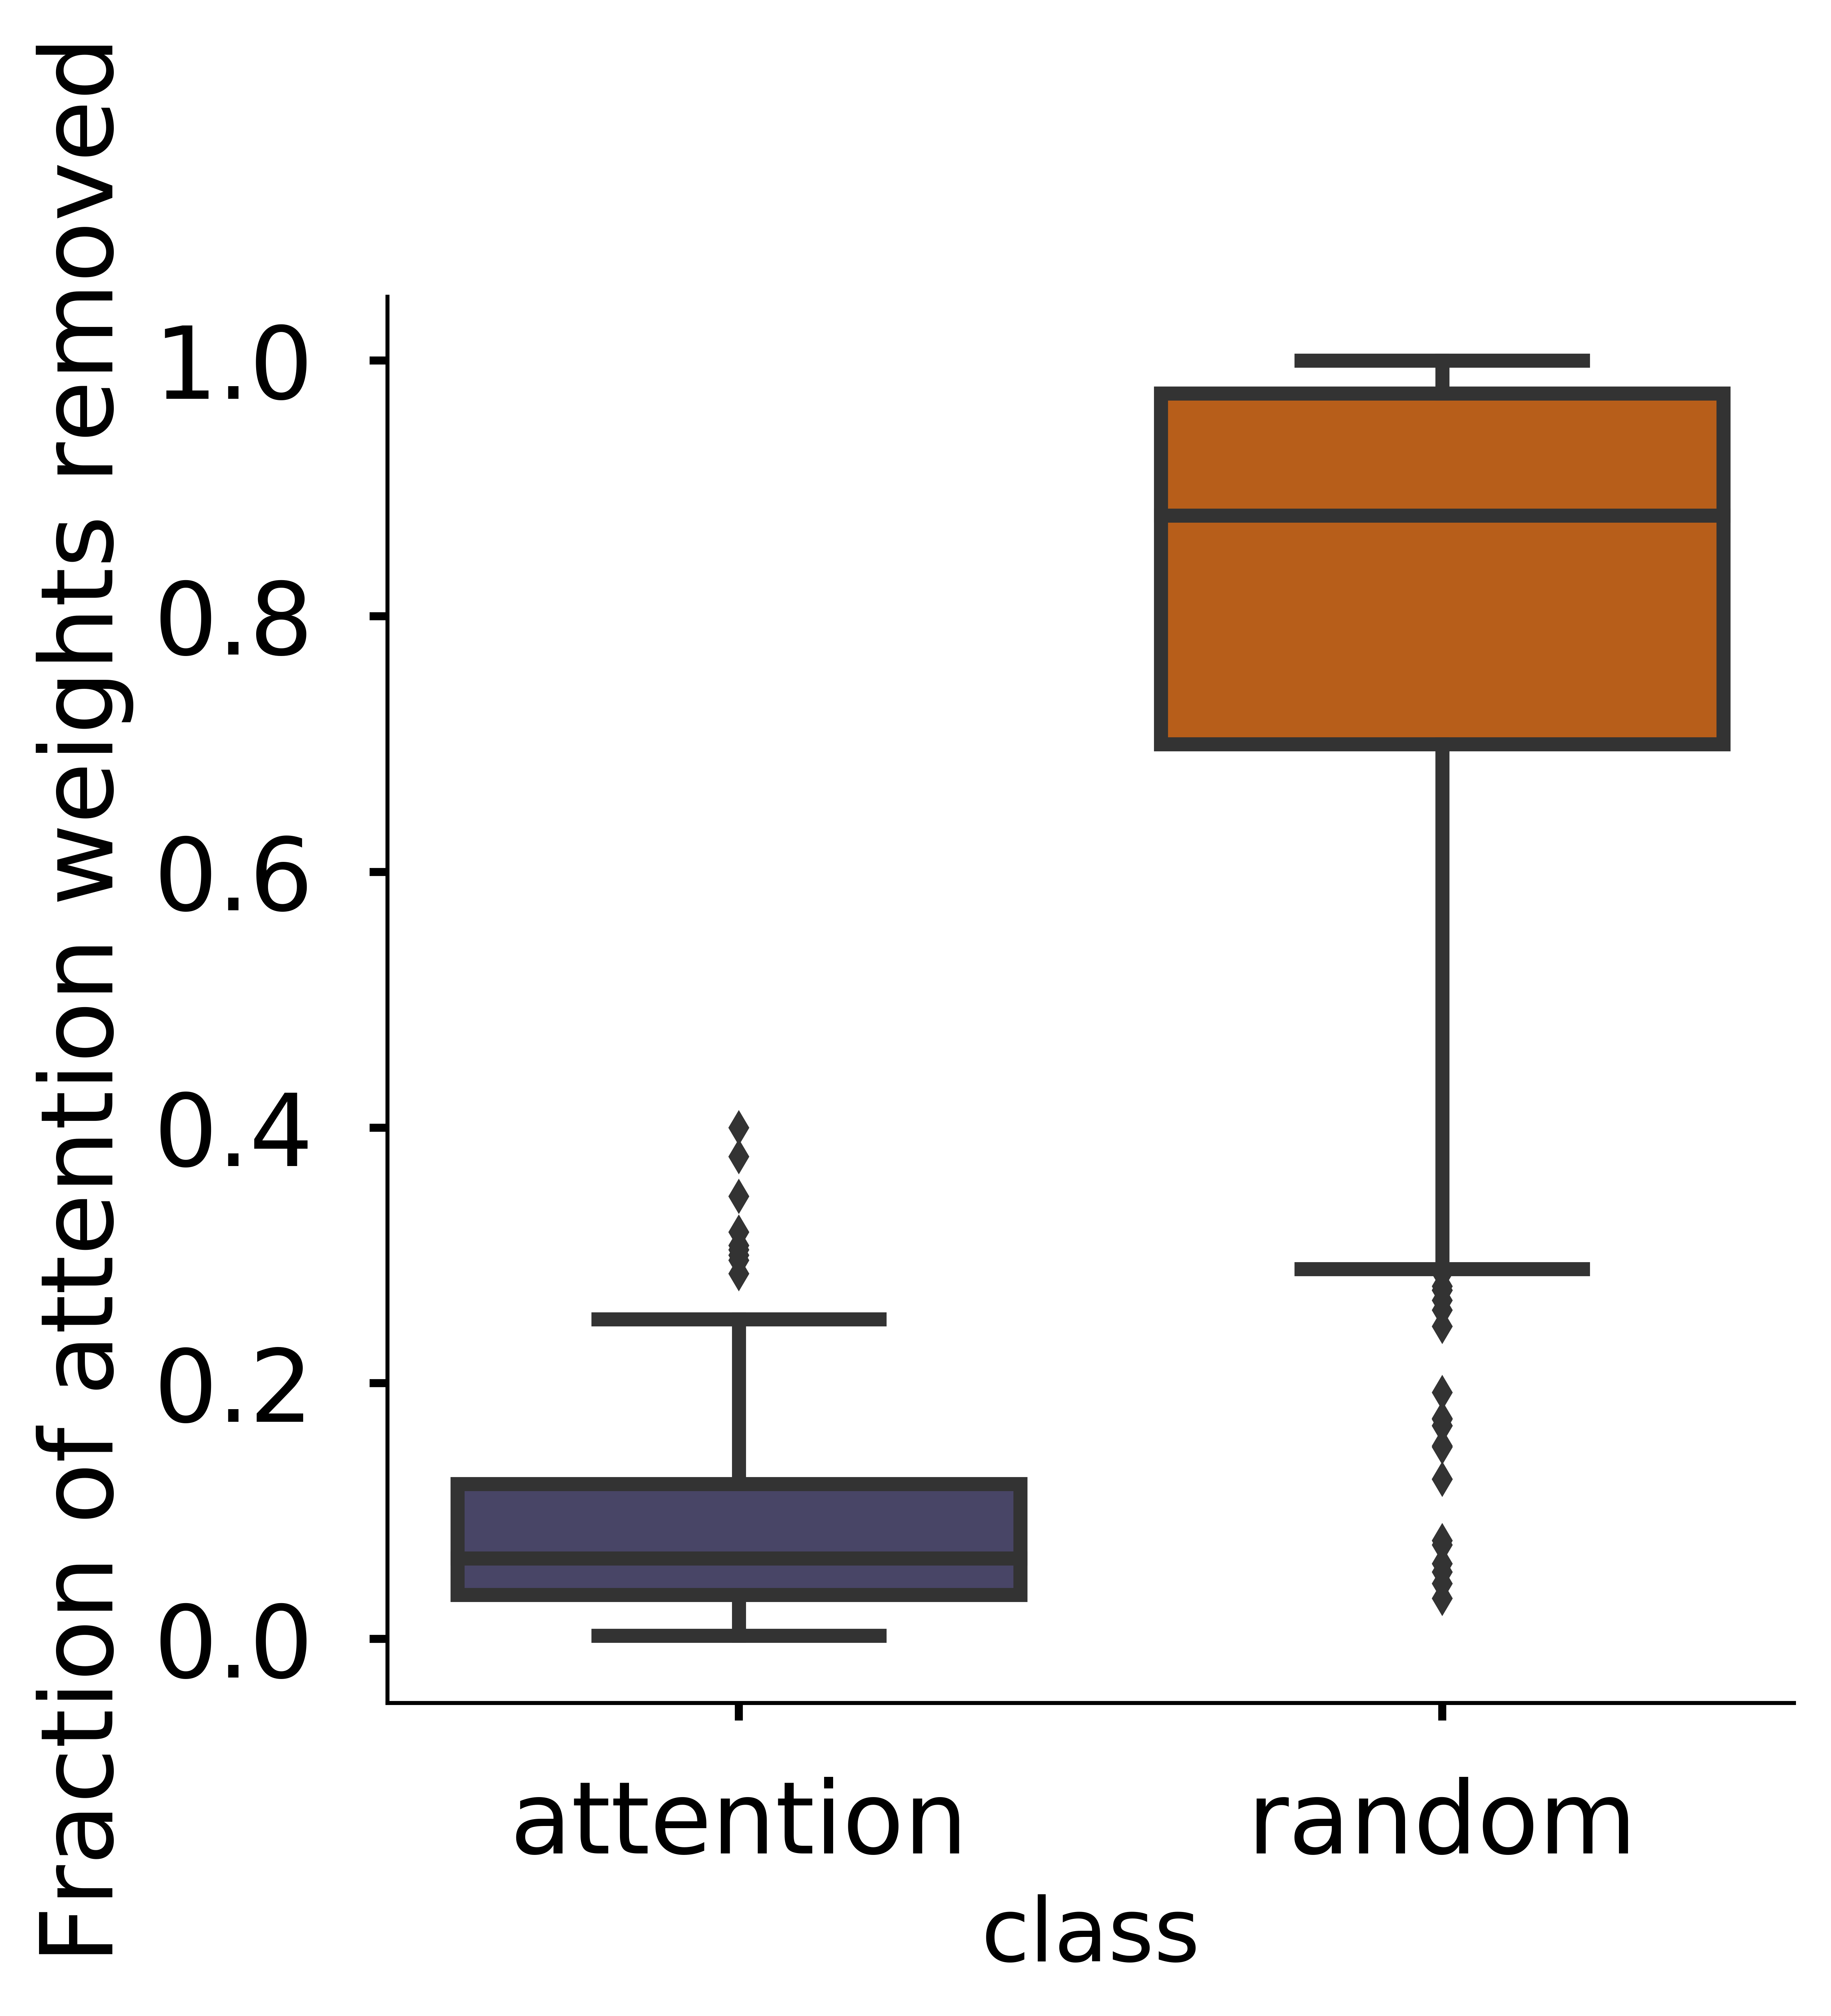 Fraction of attention weights removed
1.0
0.8
0.6
0.4
0.2
0.0
attention random
class